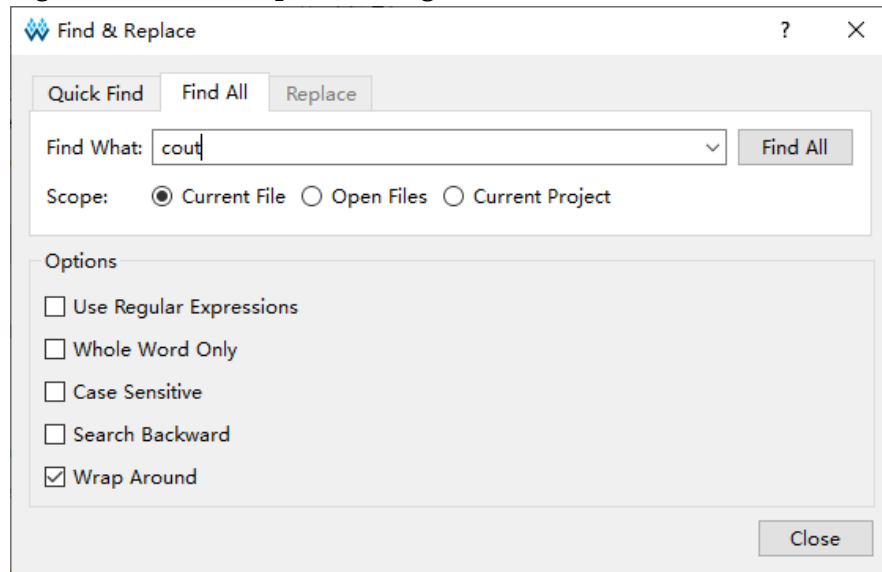 Find & Replace ?
Quick Find Find All Replace
Find What: cout Find All
Scope: Current File Open Files Current Project
Options
Use Regular Expressions
Whole Word Only
Case Sensitive
Search Backward
Wrap Around
Close